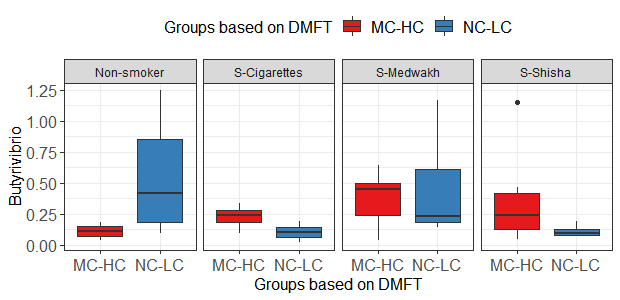 Groups based on DMFT MC-HC NC-LC
Non-smoker S-Cigarettes S-Medwakh S-Shisha
Butyrivibrio
1.25
1.00
0.75
0.50
0.25
0.00
MC-HC NC-LC MC-HC NC-LC MC-HC NC-LC MC-HC NC-LC
Groups based on DMFT